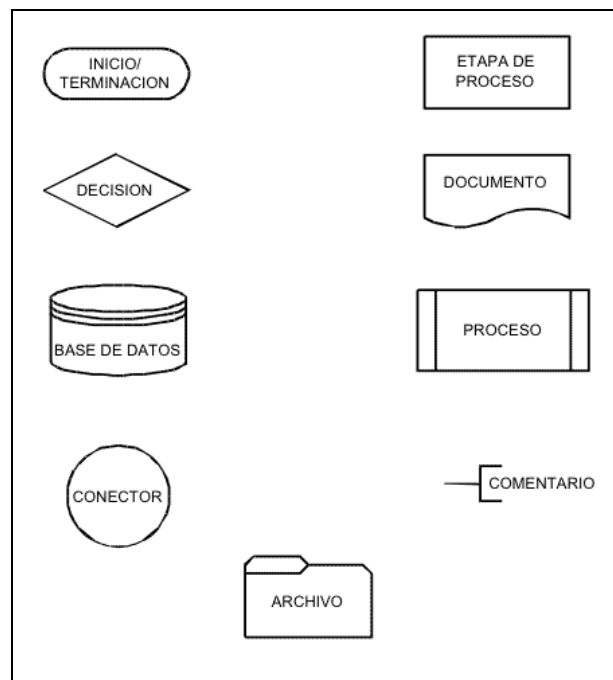 INICIO/
TERMINACION
ETAPA DE
PROCESO
DECISION
DOCUMENTO
BASE DE DATOS
PROCESO
CONECTOR
COMENTARIO
ARCHIVO